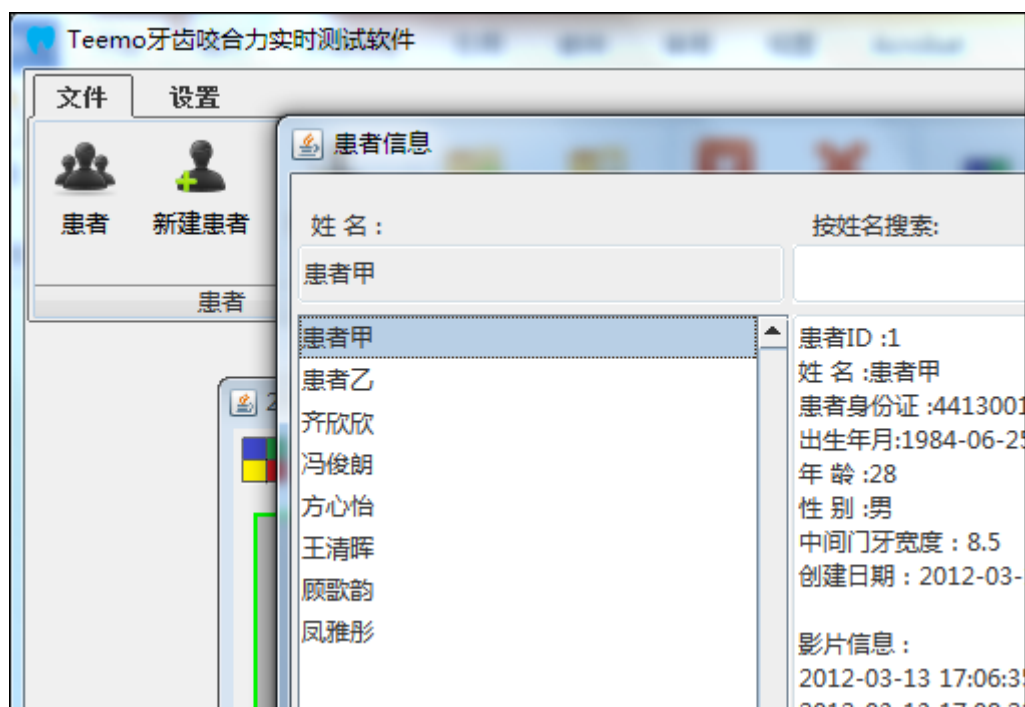 Teemo牙齿咬合力实时测试软件
文件 设置
患者 新建患者
患者
患者信息
姓 名：
按姓名搜索:
患者甲
患者甲
患者乙
齐欣欣
冯俊朗
方心怡
王清晖
顾歌韵
凤雅彤
患者ID :1
姓 名 :患者甲
患者身份证 :4413001
出生年月:1984-06-25
年 龄 :28
性 别 :男
中间门牙宽度：8.5
创建日期：2012-03-
影片信息：
2012-03-13 17:06:35
2